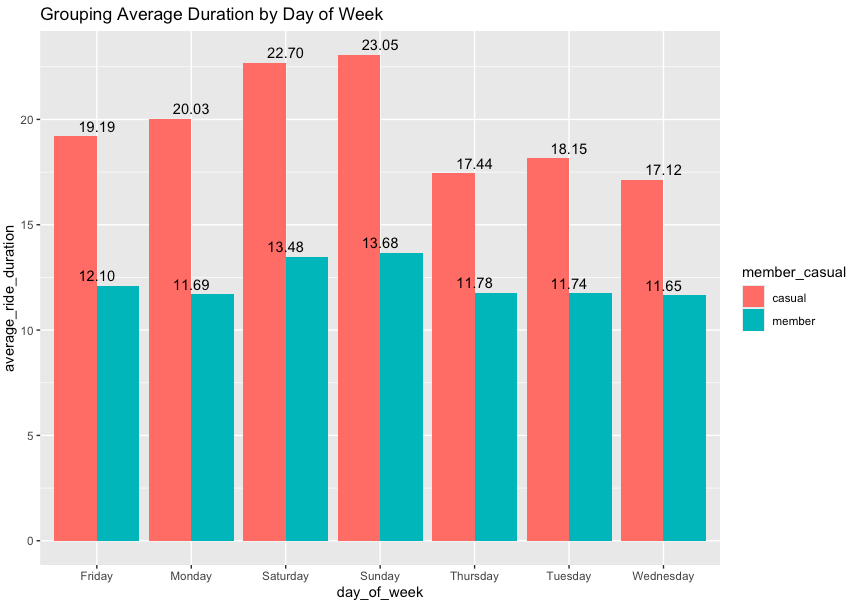 Grouping Average Duration by Day of Week
average_ride_duration
20
15
10
5
0
19.19
12.10
20.03
11.69
22.70
13.48
23.05
13.68
17.44
11.78
18.15
11.74
17.12
11.65
Friday
Monday
Saturday
Sunday
Thursday
Tuesday
Wednesday
day_of_week
member_casual
casual
member